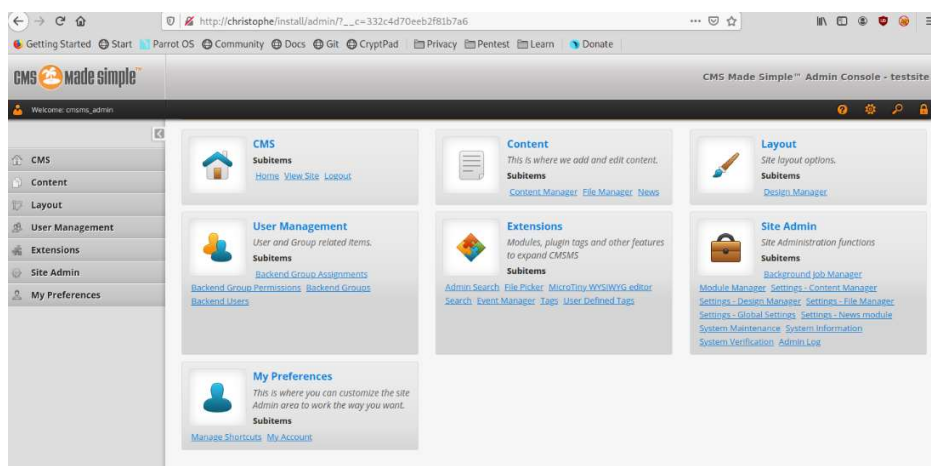 http://christophe/install/admin/?__c=332c4d70eeb2f81b7a6
Getting Started Start Parrot OS Community Docs Git CryptPad Privacy Pentest Learn Donate
CMS Made Simple™
CMS Made Simple™ Admin Console - testsite
Welcome: cmsms_admin
CMS
Content
Layout
User Management
Extensions
Site Admin
My Preferences
CMS
Subitems
Home View Site Logout
Content
This is where we add and edit content.
Subitems
Content Manager File Manager News
Layout
Site layout options.
Subitems
Design Manager
User Management
User and Group related items.
Subitems
Backend Group Assignments
Backend Group Permissions Backend Groups
Backend Users
Extensions
Modules, plugin tags and other features
to expand CMSMS
Subitems
Admin Search File Picker MicroTiny WYSIWYG editor
Search Event Manager Tags User Defined Tags
Site Admin
Site Administration functions
Subitems
Background Job Manager
Module Manager Settings - Content Manager
Settings - Design Manager Settings - File Manager
Settings - Global Settings Settings - News module
System Maintenance System Information
System Verification Admin Log
My Preferences
This is where you can customize the site
Admin area to work the way you want.
Subitems
Manage Shortcuts My Account